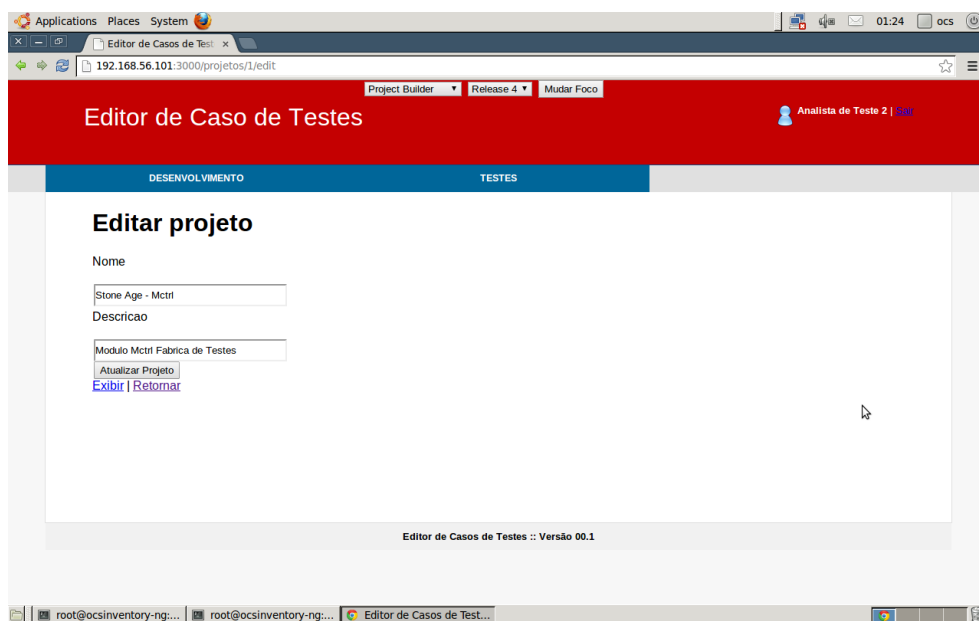 Applications Places System 01:24 ocs
Editor de Casos de Test
192.168.56.101:3000/projetos/1/edit
Project Builder Release 4 Mudar Foco
Editor de Caso de Testes
Analista de Teste 2 | Sair
DESENVOLVIMENTO TESTES
Editar projeto
Nome
Stone Age - Mctrl
Descricao
Modulo Mctrl Fabrica de Testes
Atualizar Projeto
Exibir | Retornar
Editor de Casos de Testes :: Versão 00.1
root@ocsinventory-ng:... root@ocsinventory-ng:... Editor de Casos de Test...